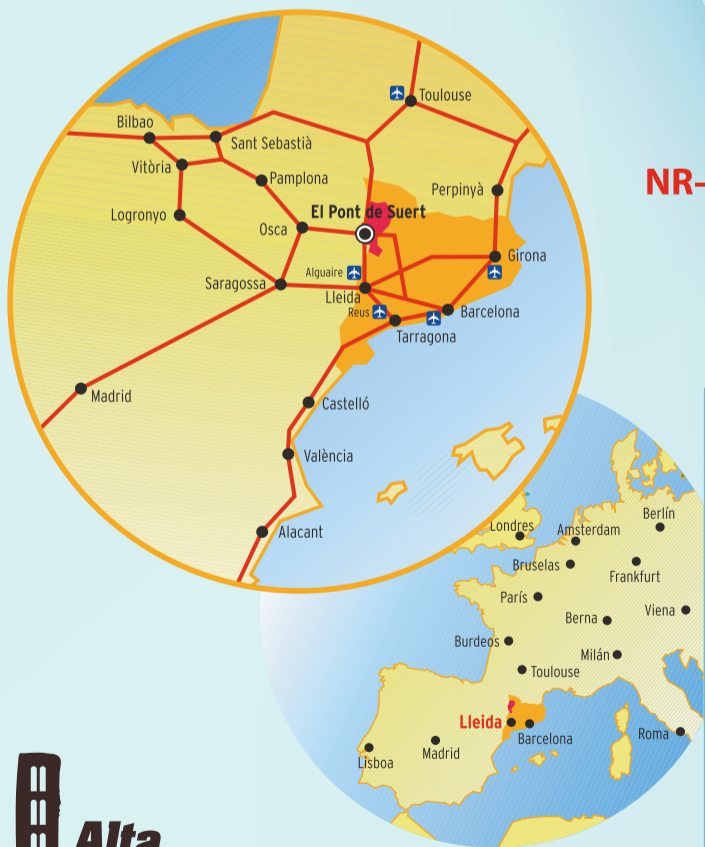 Toulouse
Bilbao
Sant Sebastià
Vitòria
Pamplona
Perpinyà
NR-
Logronyo
El Pont de Suert
Osca
Girona
Alguaire
Saragossa
Lleida
Reus
Barcelona
Tarragona
Madrid
Castelló
València
Alacant
Londres
Berlín
Amsterdam
Bruselas
Frankfurt
París
Berna
Viena
Burdeos
Milán
Toulouse
Lleida
Barcelona
Roma
Madrid
Lisboa
Alta